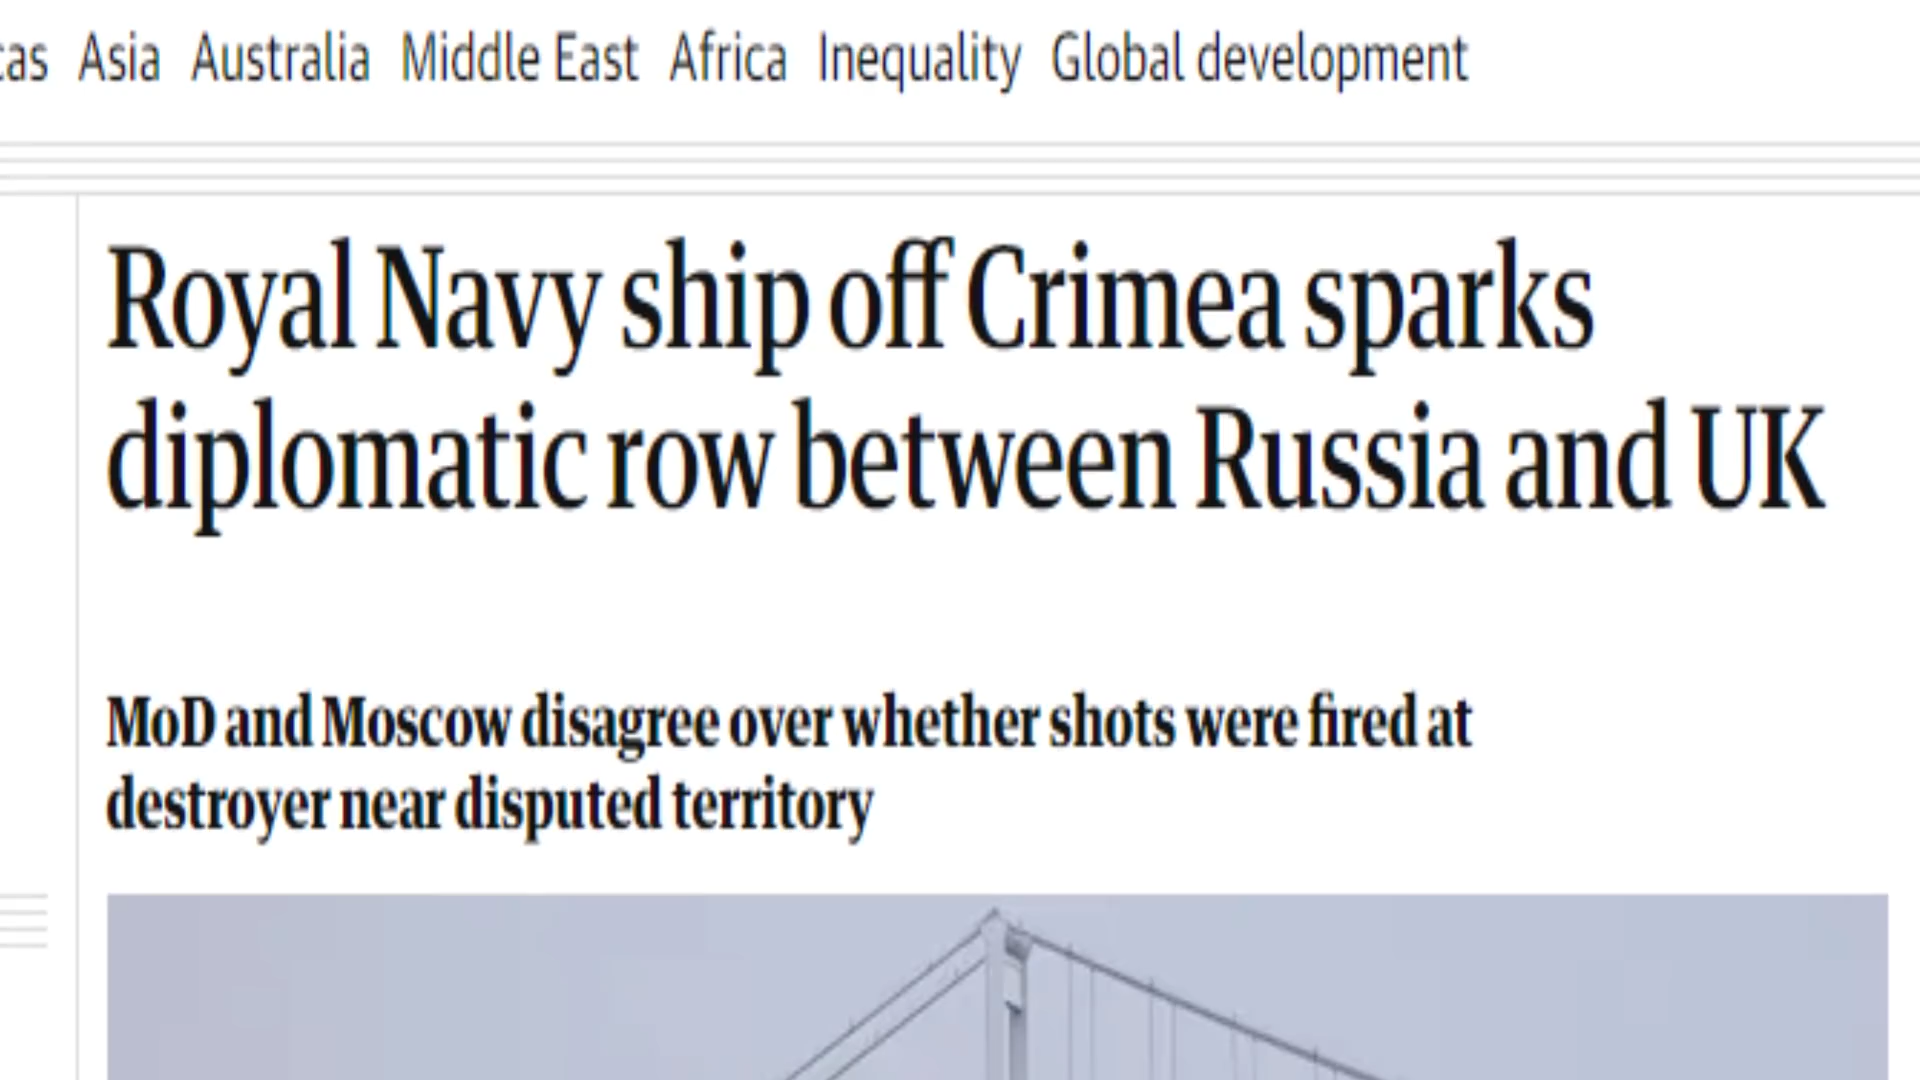 Asia Australia Middle East Africa Inequality Global development
Royal Navy ship off Crimea sparks
diplomatic row between Russia and UK
MoD and Moscow disagree over whether shots were fired at
destroyer near disputed territory